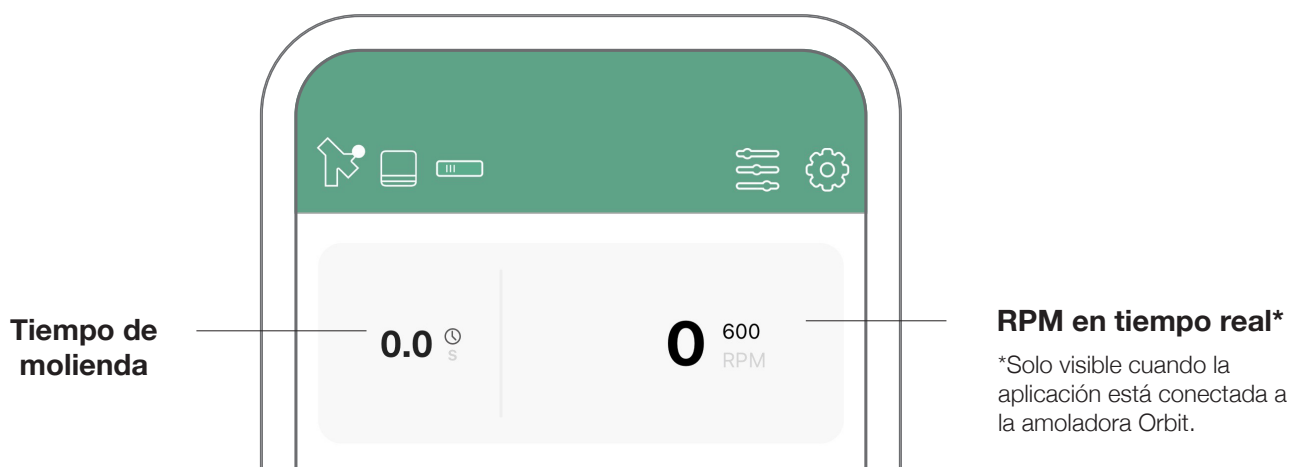 Tiempo de
molienda
0.0
S
0
600
RPM
RPM en tiempo real*
*Solo visible cuando la
aplicación está conectada a
la amoladora Orbit.